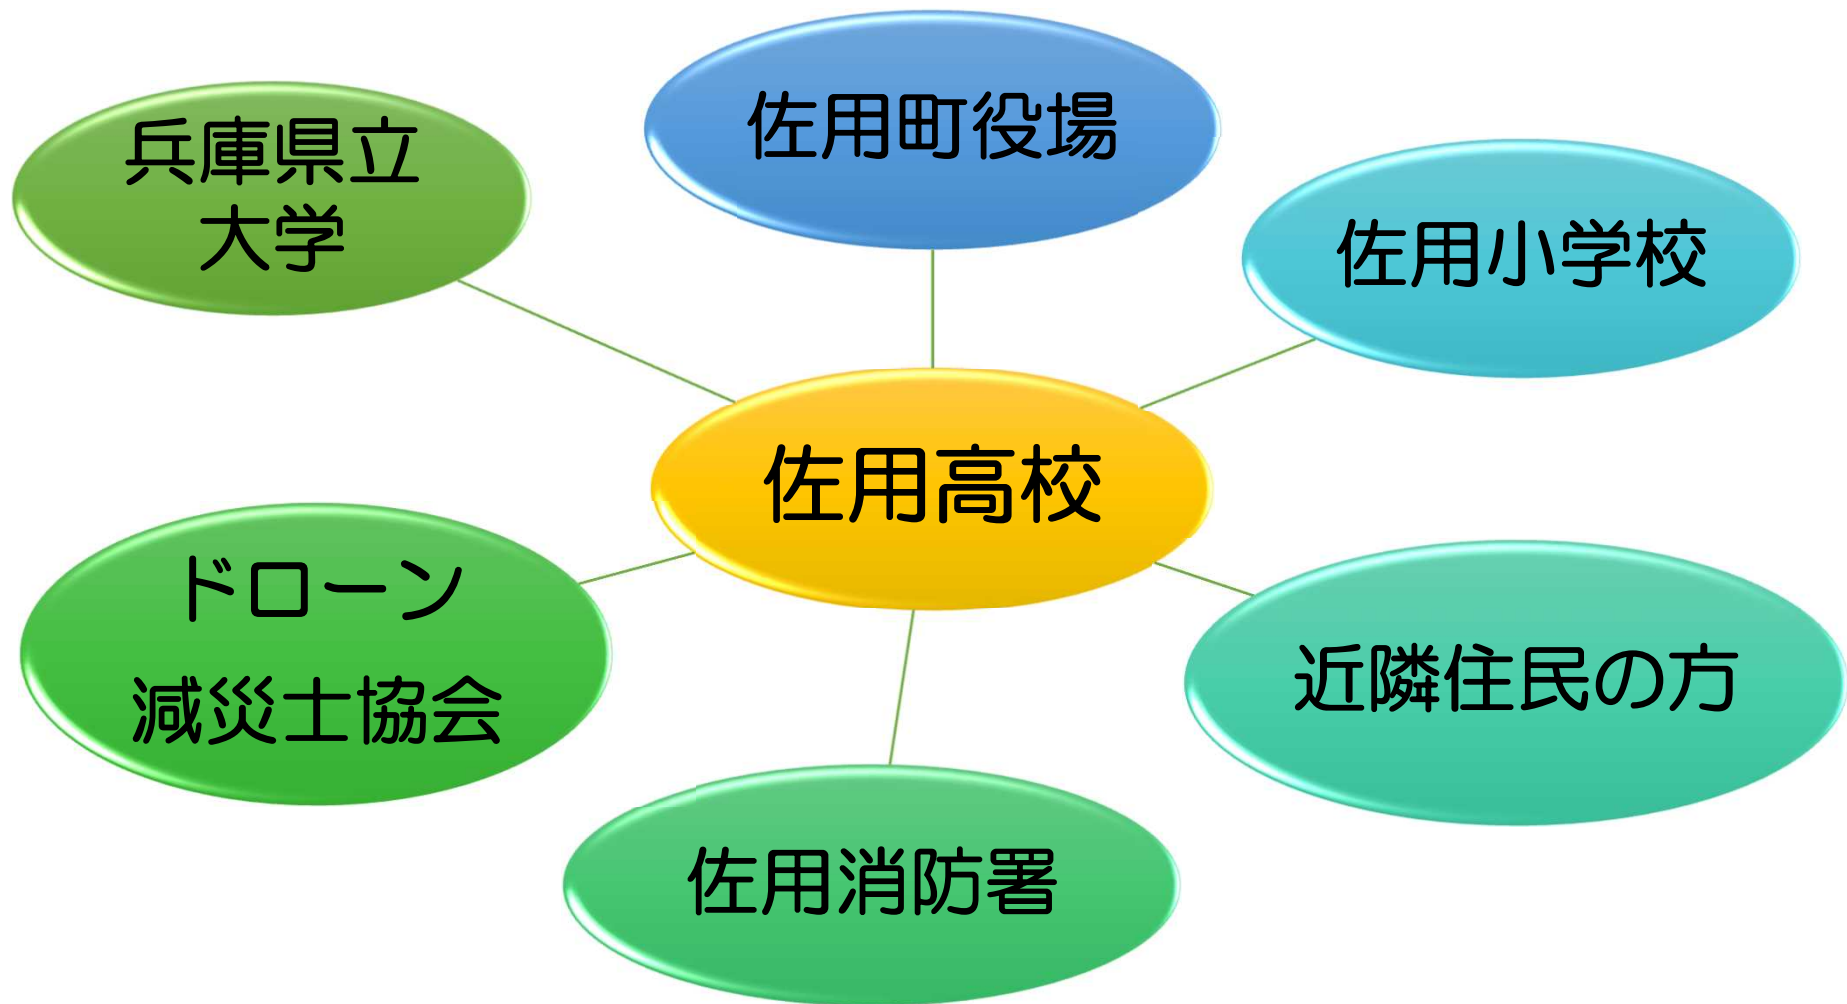 佐用町役場
兵庫県立
大学
佐用小学校
佐用高校
ドローン
減災士協会
近隣住民の方
佐用消防署